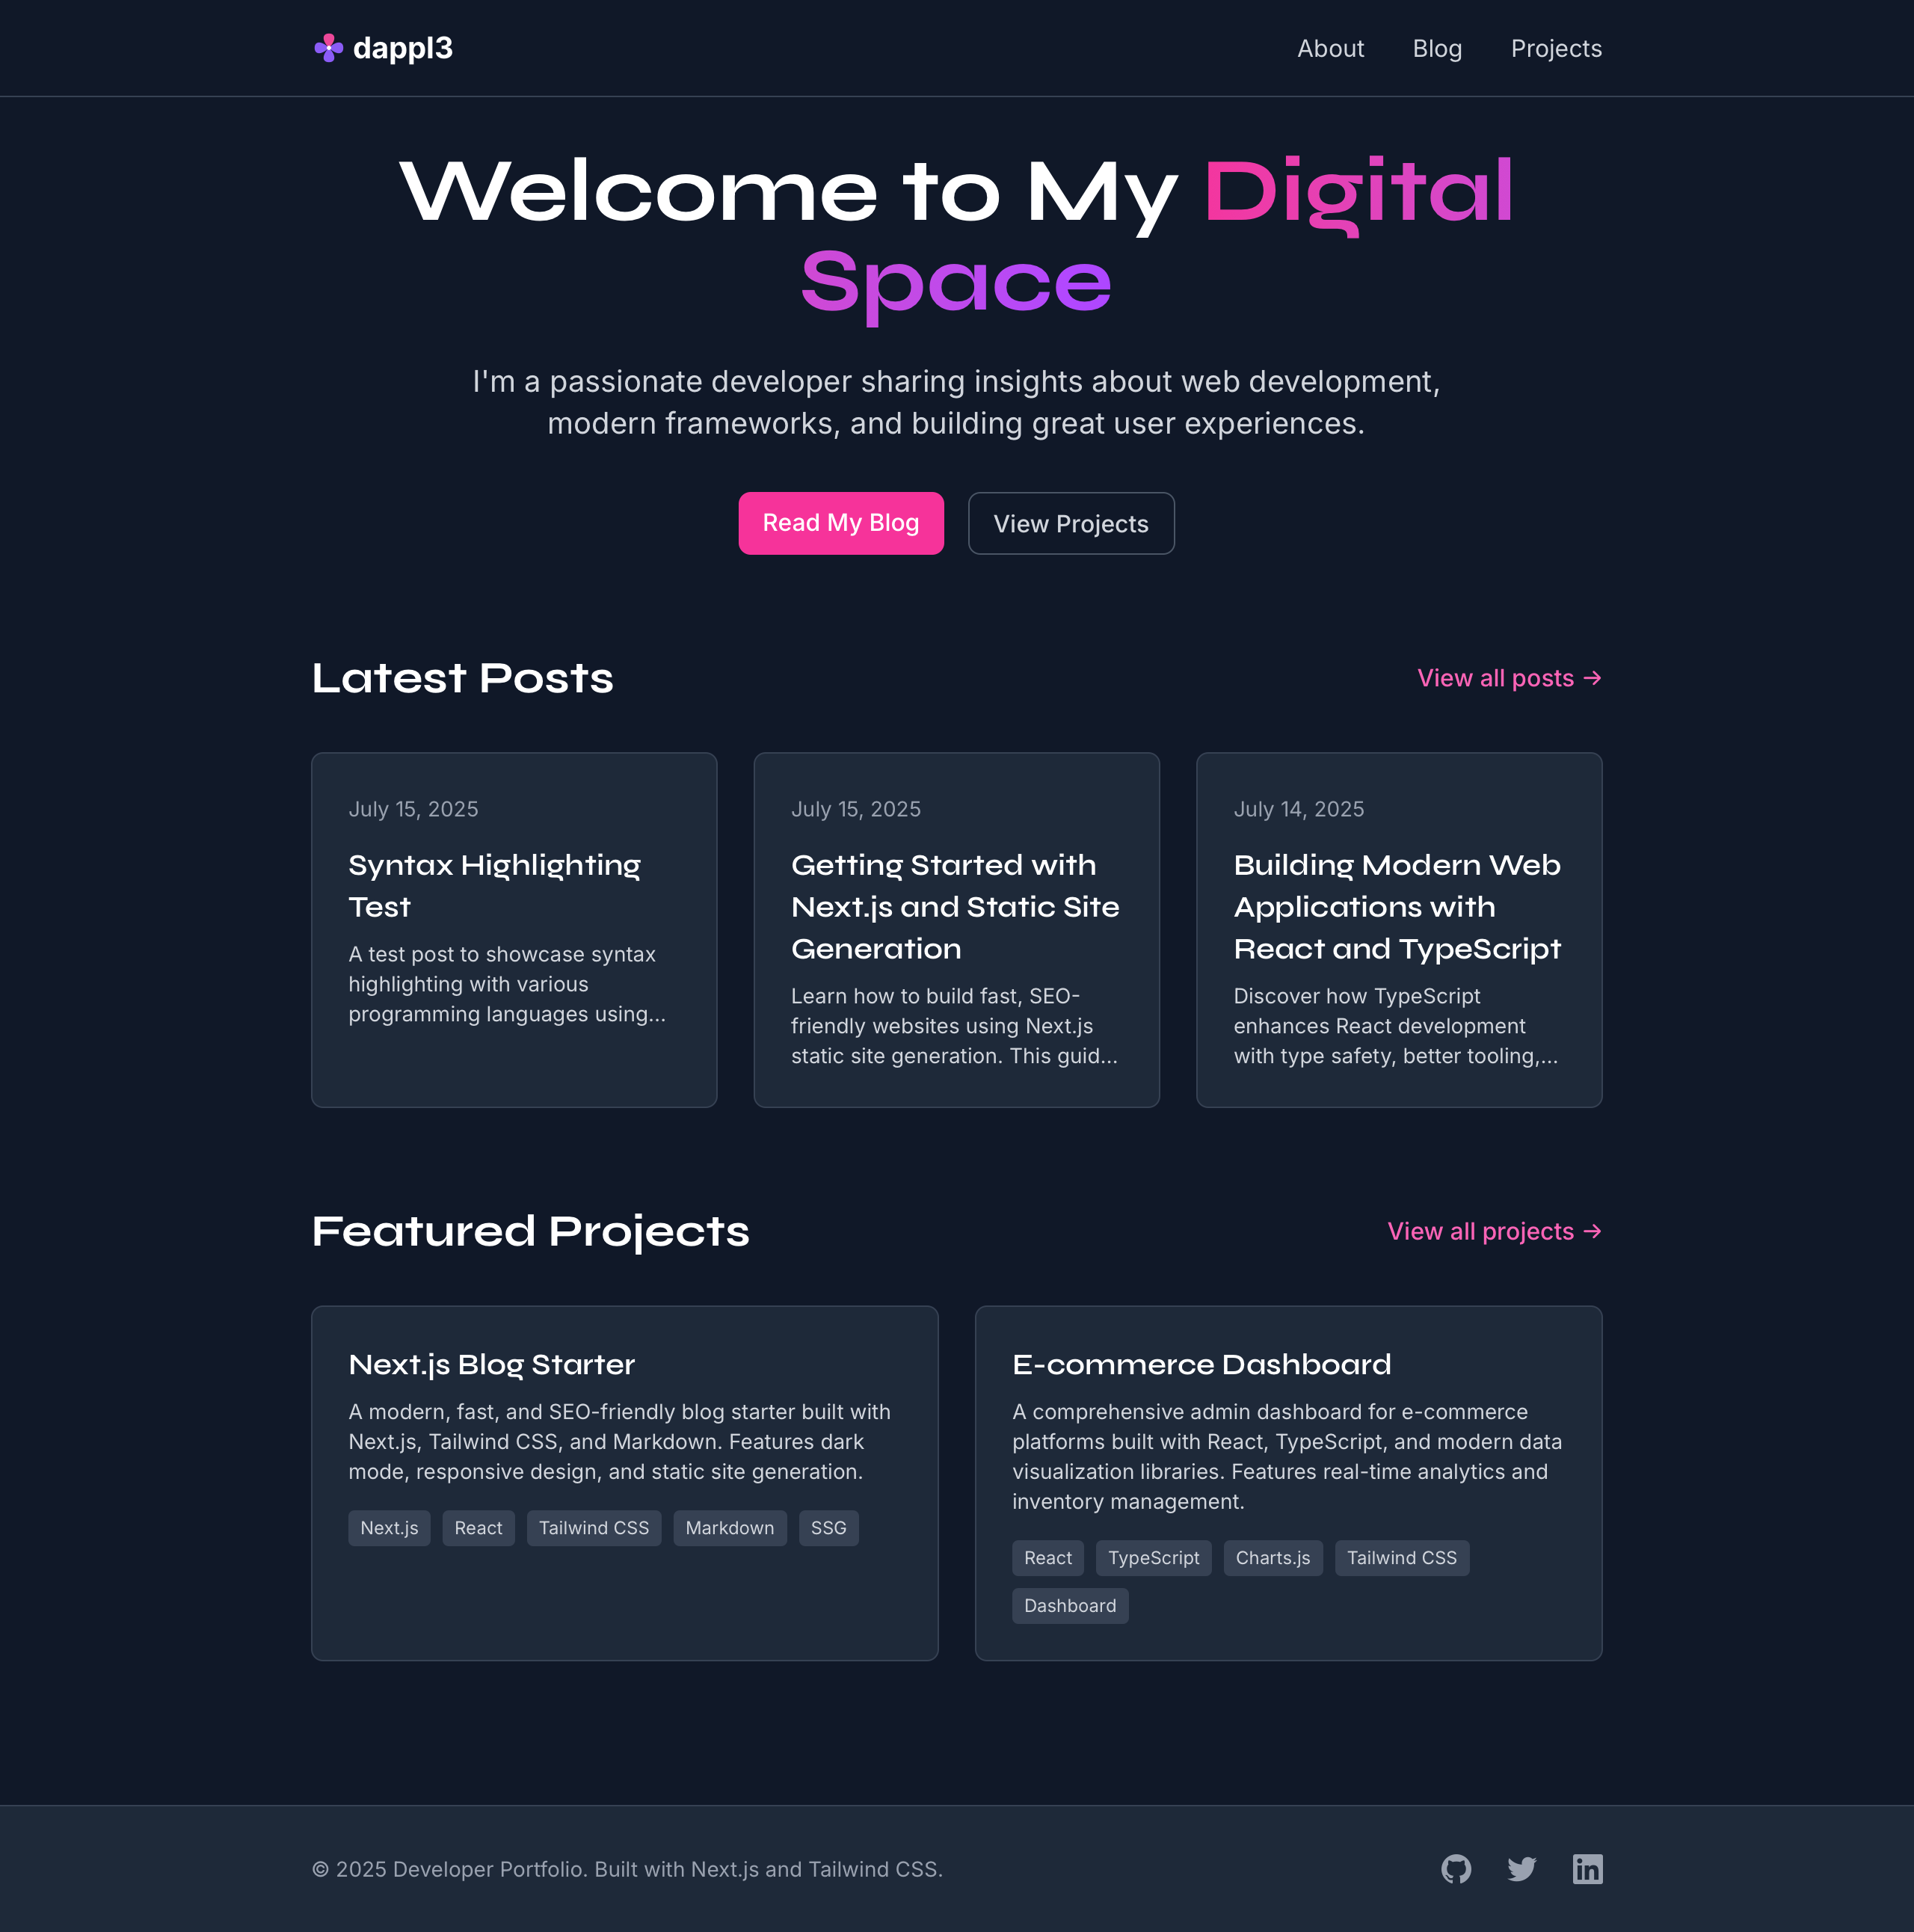 dappl3
About
Blog
Projects
Welcome to My Digital
Space
I'm a passionate developer sharing insights about web development,
modern frameworks, and building great user experiences.
Read My Blog
View Projects
Latest Posts
View all posts →
July 15, 2025
Syntax Highlighting
Test
A test post to showcase syntax
highlighting with various
programming languages using...
July 15, 2025
Getting Started with
Next.js and Static Site
Generation
Learn how to build fast, SEO-
friendly websites using Next.js
static site generation. This guid...
July 14, 2025
Building Modern Web
Applications with
React and TypeScript
Discover how TypeScript
enhances React development
with type safety, better tooling,...
Featured Projects
View all projects →
Next.js Blog Starter
A modern, fast, and SEO-friendly blog starter built with
Next.js, Tailwind CSS, and Markdown. Features dark
mode, responsive design, and static site generation.
Next.js
React
Tailwind CSS
Markdown
SSG
E-commerce Dashboard
A comprehensive admin dashboard for e-commerce
platforms built with React, TypeScript, and modern data
visualization libraries. Features real-time analytics and
inventory management.
React
TypeScript
Charts.js
Tailwind CSS
Dashboard
© 2025 Developer Portfolio. Built with Next.js and Tailwind CSS.
in